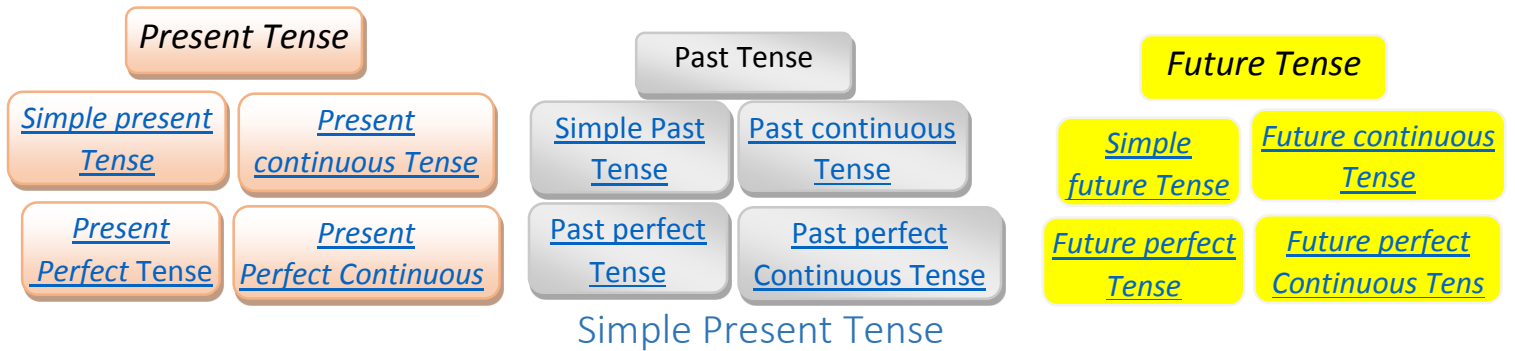 Present Tense
Simple present
Tense
Present
continuous Tense
Present
Perfect Tense
Present
Perfect Continuous
Past Tense
Simple Past
Tense
Past continuous
Tense
Past perfect
Tense
Past perfect
Continuous Tense
Future Tense
Simple
future Tense
Future continuous
Tense
Future perfect
Tense
Future perfect
Continuous Tens
Simple Present Tense